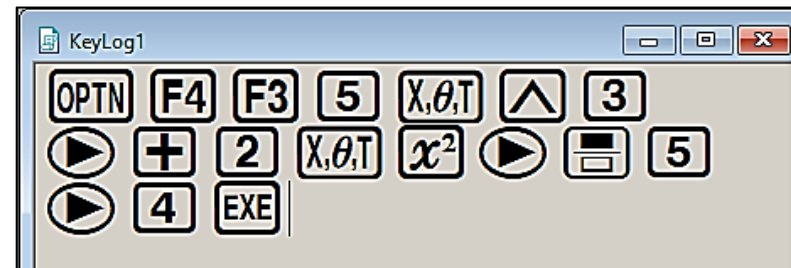 KeyLog1
OPTN F4 F3 5 X,θ,T ∧ 3
▶ + 2 X,θ,T x² ▶ 5
▶ 4 EXE